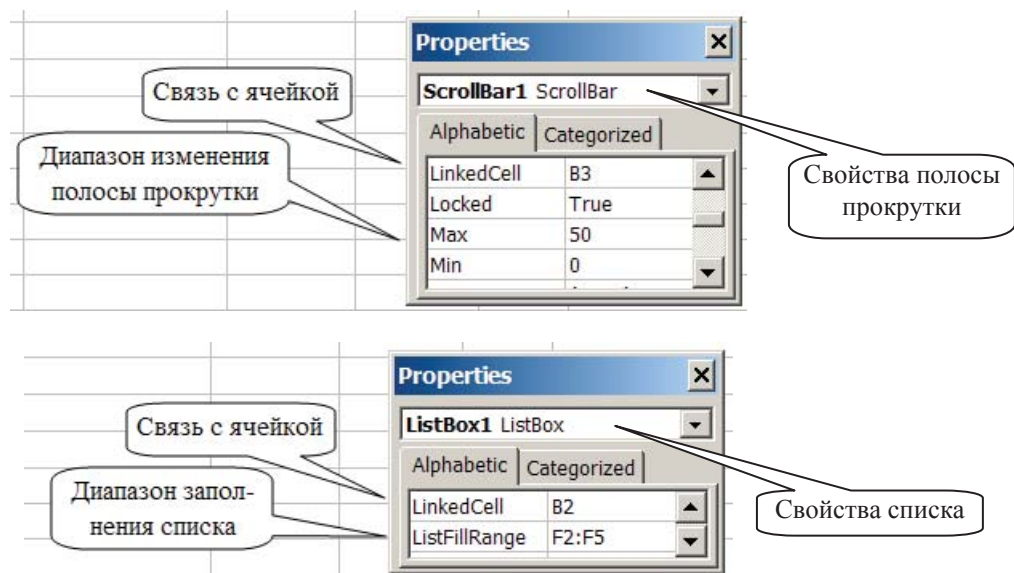 Properties
Связь с ячейкой
ScrollBar1 ScrollBar
Alphabetic Categorized
Диапазон изменения
полосы прокрутки
LinkedCell B3
Locked True
Max 50
Min 0
Свойства полосы
прокрутки
Properties
Связь с ячейкой
ListBox1 ListBox
Alphabetic Categorized
Диапазон запол-
нения списка
LinkedCell B2
ListFillRange F2:F5
Свойства списка